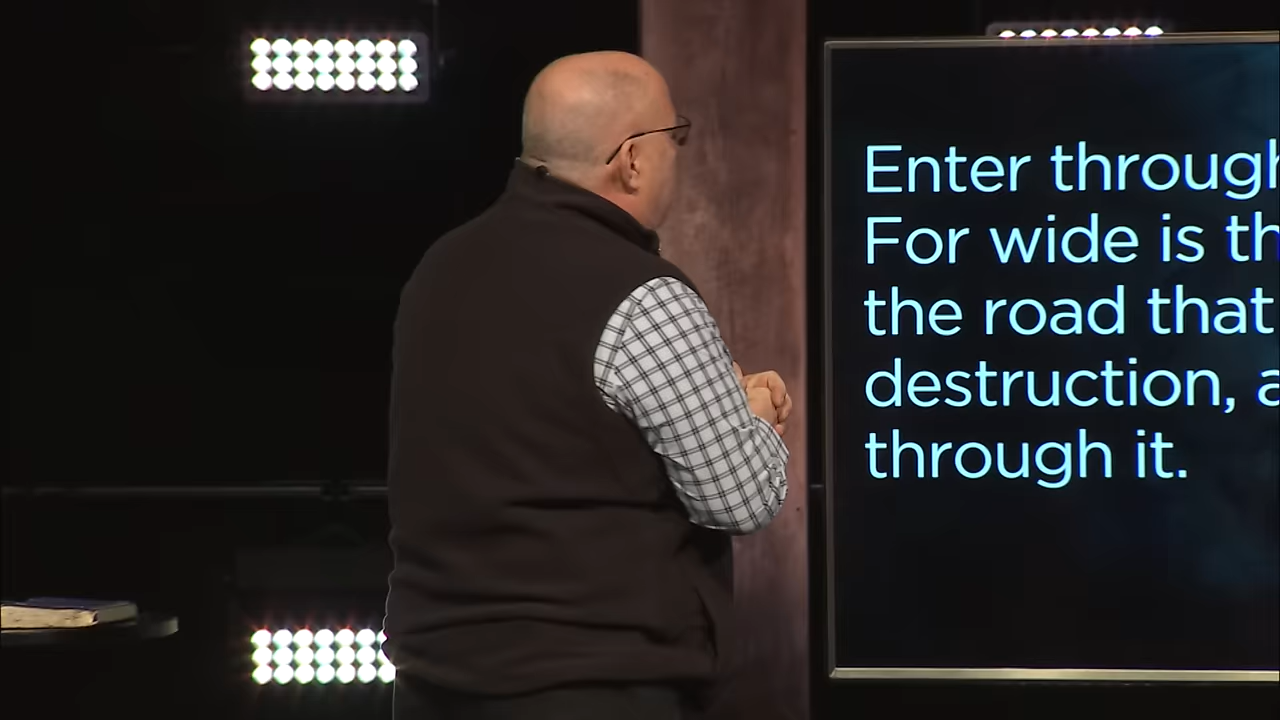 Enter through
For wide is th
the road that
destruction, a
through it.